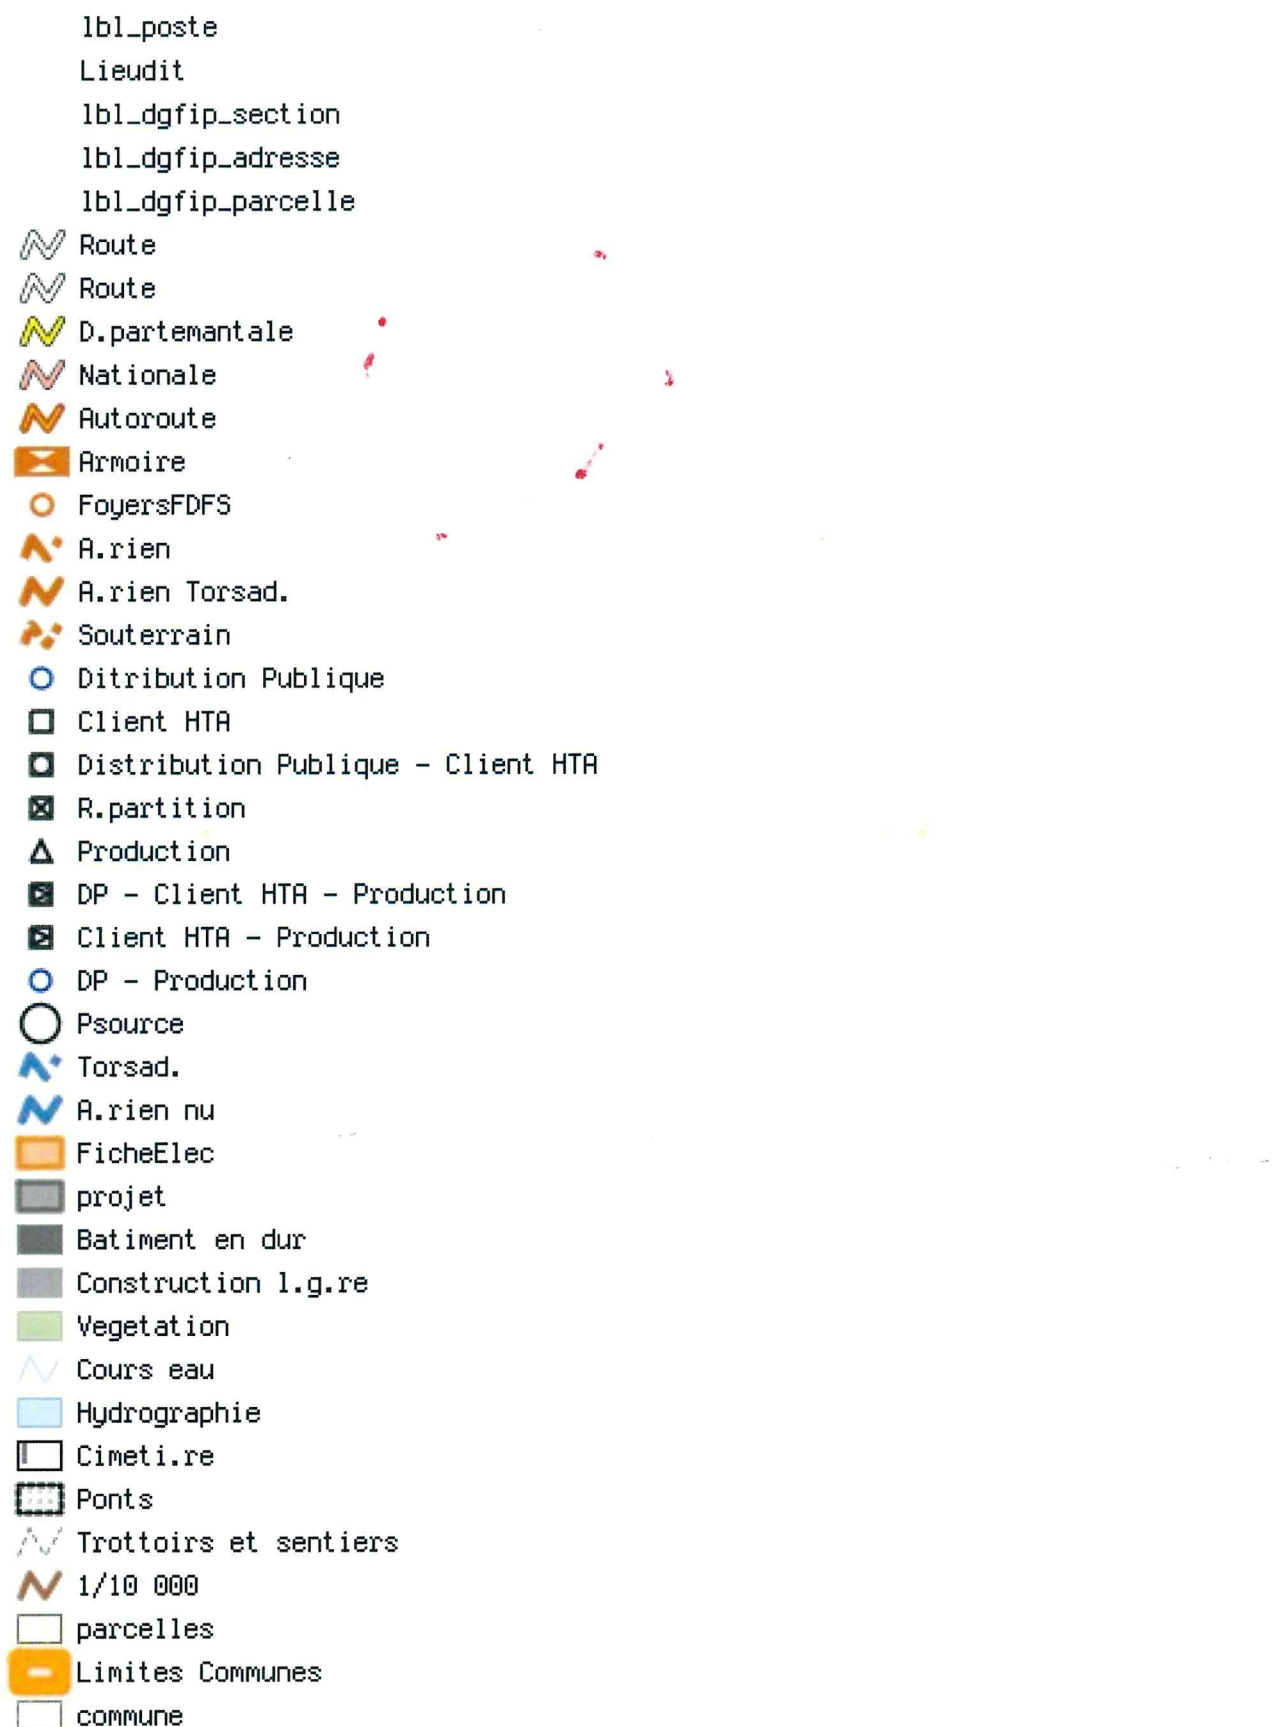 lbl_poste
Lieudit
lbl_dgfip_section
lbl_dgfip_adresse
lbl_dgfip_parcelle
Route
Route
D.partemantale
Nationale
Autoroute
Armoire
FoyersFDFS
A.rien
A.rien Torsad.
Souterrain
Ditribution Publique
Client HTA
Distribution Publique - Client HTA
R.partition
Production
DP - Client HTA - Production
Client HTA - Production
DP - Production
Psource
Torsad.
A.rien nu
FicheElec
projet
Batiment en dur
Construction l.g.re
Vegetation
Cours eau
Hydrographie
Cimeti.re
Ponts
Trottoirs et sentiers
1/10 000
parcelles
Limites Communes
commune